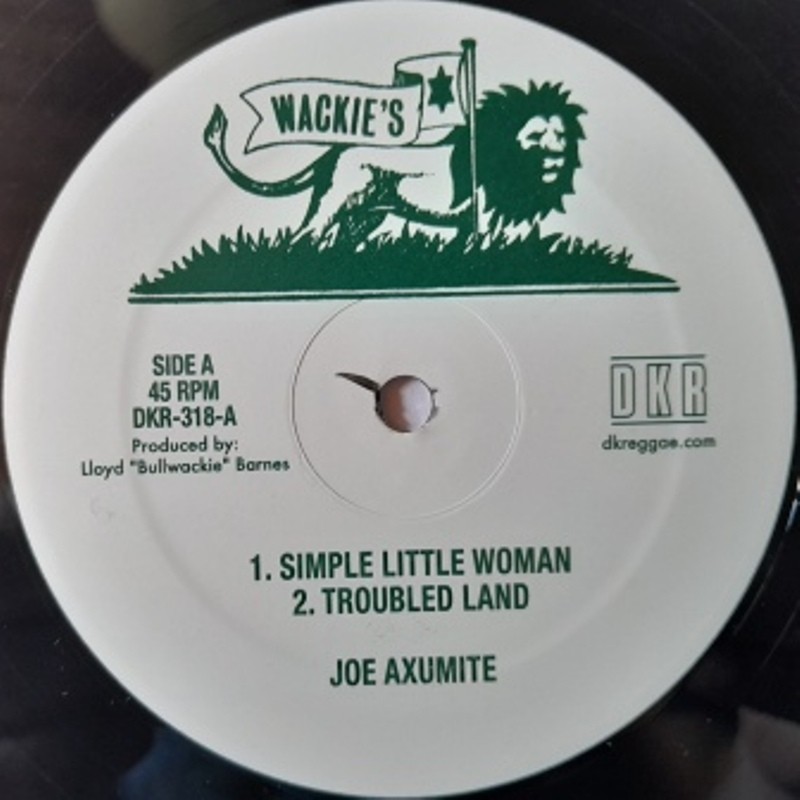 WACKIE'S
SIDE A
45 RPM
DKR-318-A
Produced by:
Lloyd "Bullwackie" Barnes
DKR
dkreggae.com
1. SIMPLE LITTLE WOMAN
2. TROUBLED LAND
JOE AXUMITE